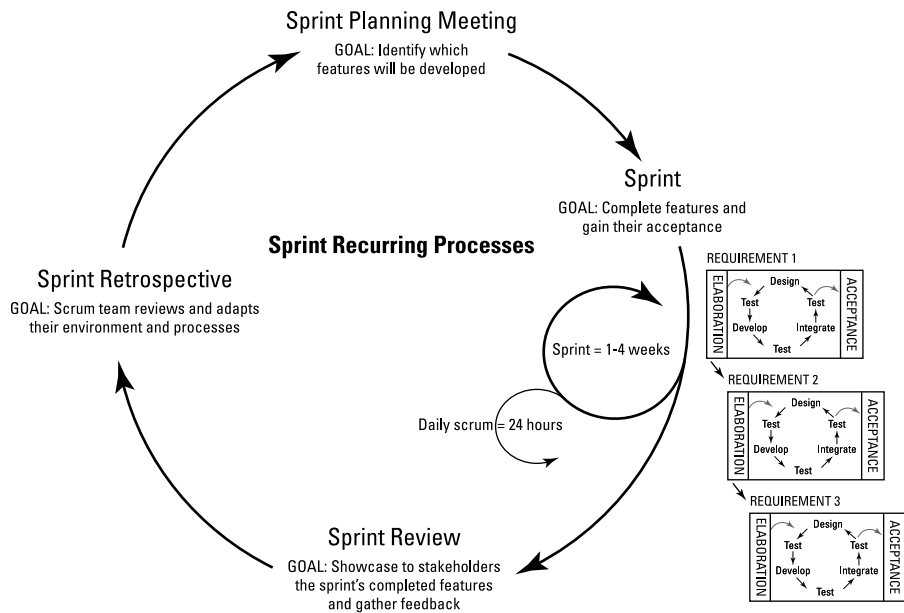 Sprint Planning Meeting
GOAL: Identify which
features will be developed
Sprint
GOAL: Complete features and
gain their acceptance
Sprint Recurring Processes
Sprint Retrospective
GOAL: Scrum team reviews and adapts
their environment and processes
Sprint = 1-4 weeks
Daily scrum = 24 hours
Sprint Review
GOAL: Showcase to stakeholders
the sprint's completed features
and gather feedback
REQUIREMENT 1
ELABORATION
Design
Test
Test
Develop
Integrate
Test
ACCEPTANCE
REQUIREMENT 2
ELABORATION
Design
Test
Test
Develop
Integrate
Test
ACCEPTANCE
REQUIREMENT 3
ELABORATION
Design
Test
Test
Develop
Integrate
Test
ACCEPTANCE